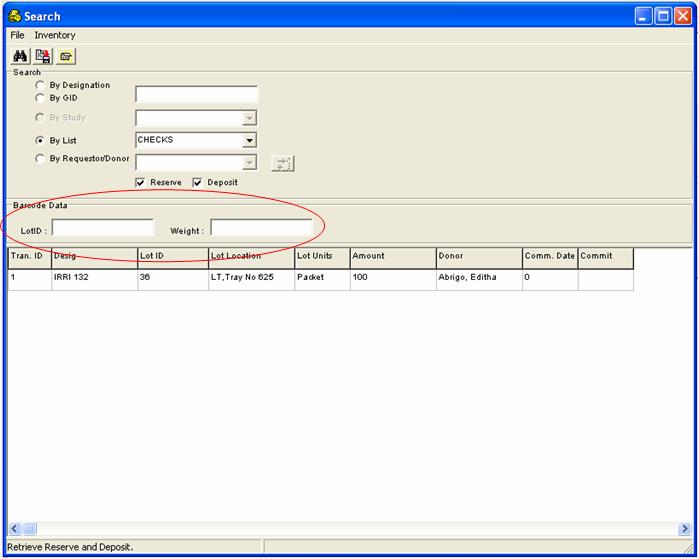 Search
File Inventory
Search
By Designation
By GID
By Study
By List CHECKS
By Requestor/Donor
Reserve Deposit
Barcode Data
LotID : Weight :
Tran. ID Desig Lot ID Lot Location Lot Units Amount Donor Comm. Date Commit
1 IRRI 132 36 LT,Tray No 625 Packet 100 Abrigo, Editha 0
Retrieve Reserve and Deposit.